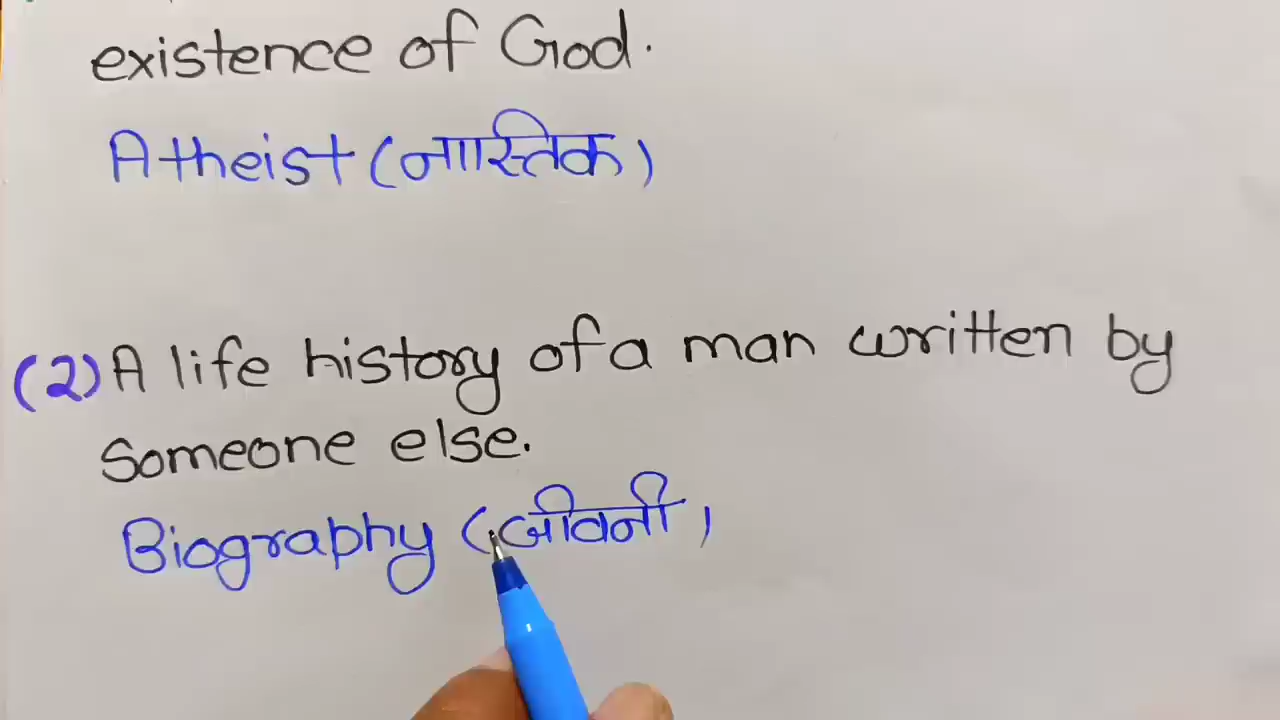 existence of God.
Atheist (नास्तिक)
(2) A life history of a man written by
someone else.
Biography (जीवनी)